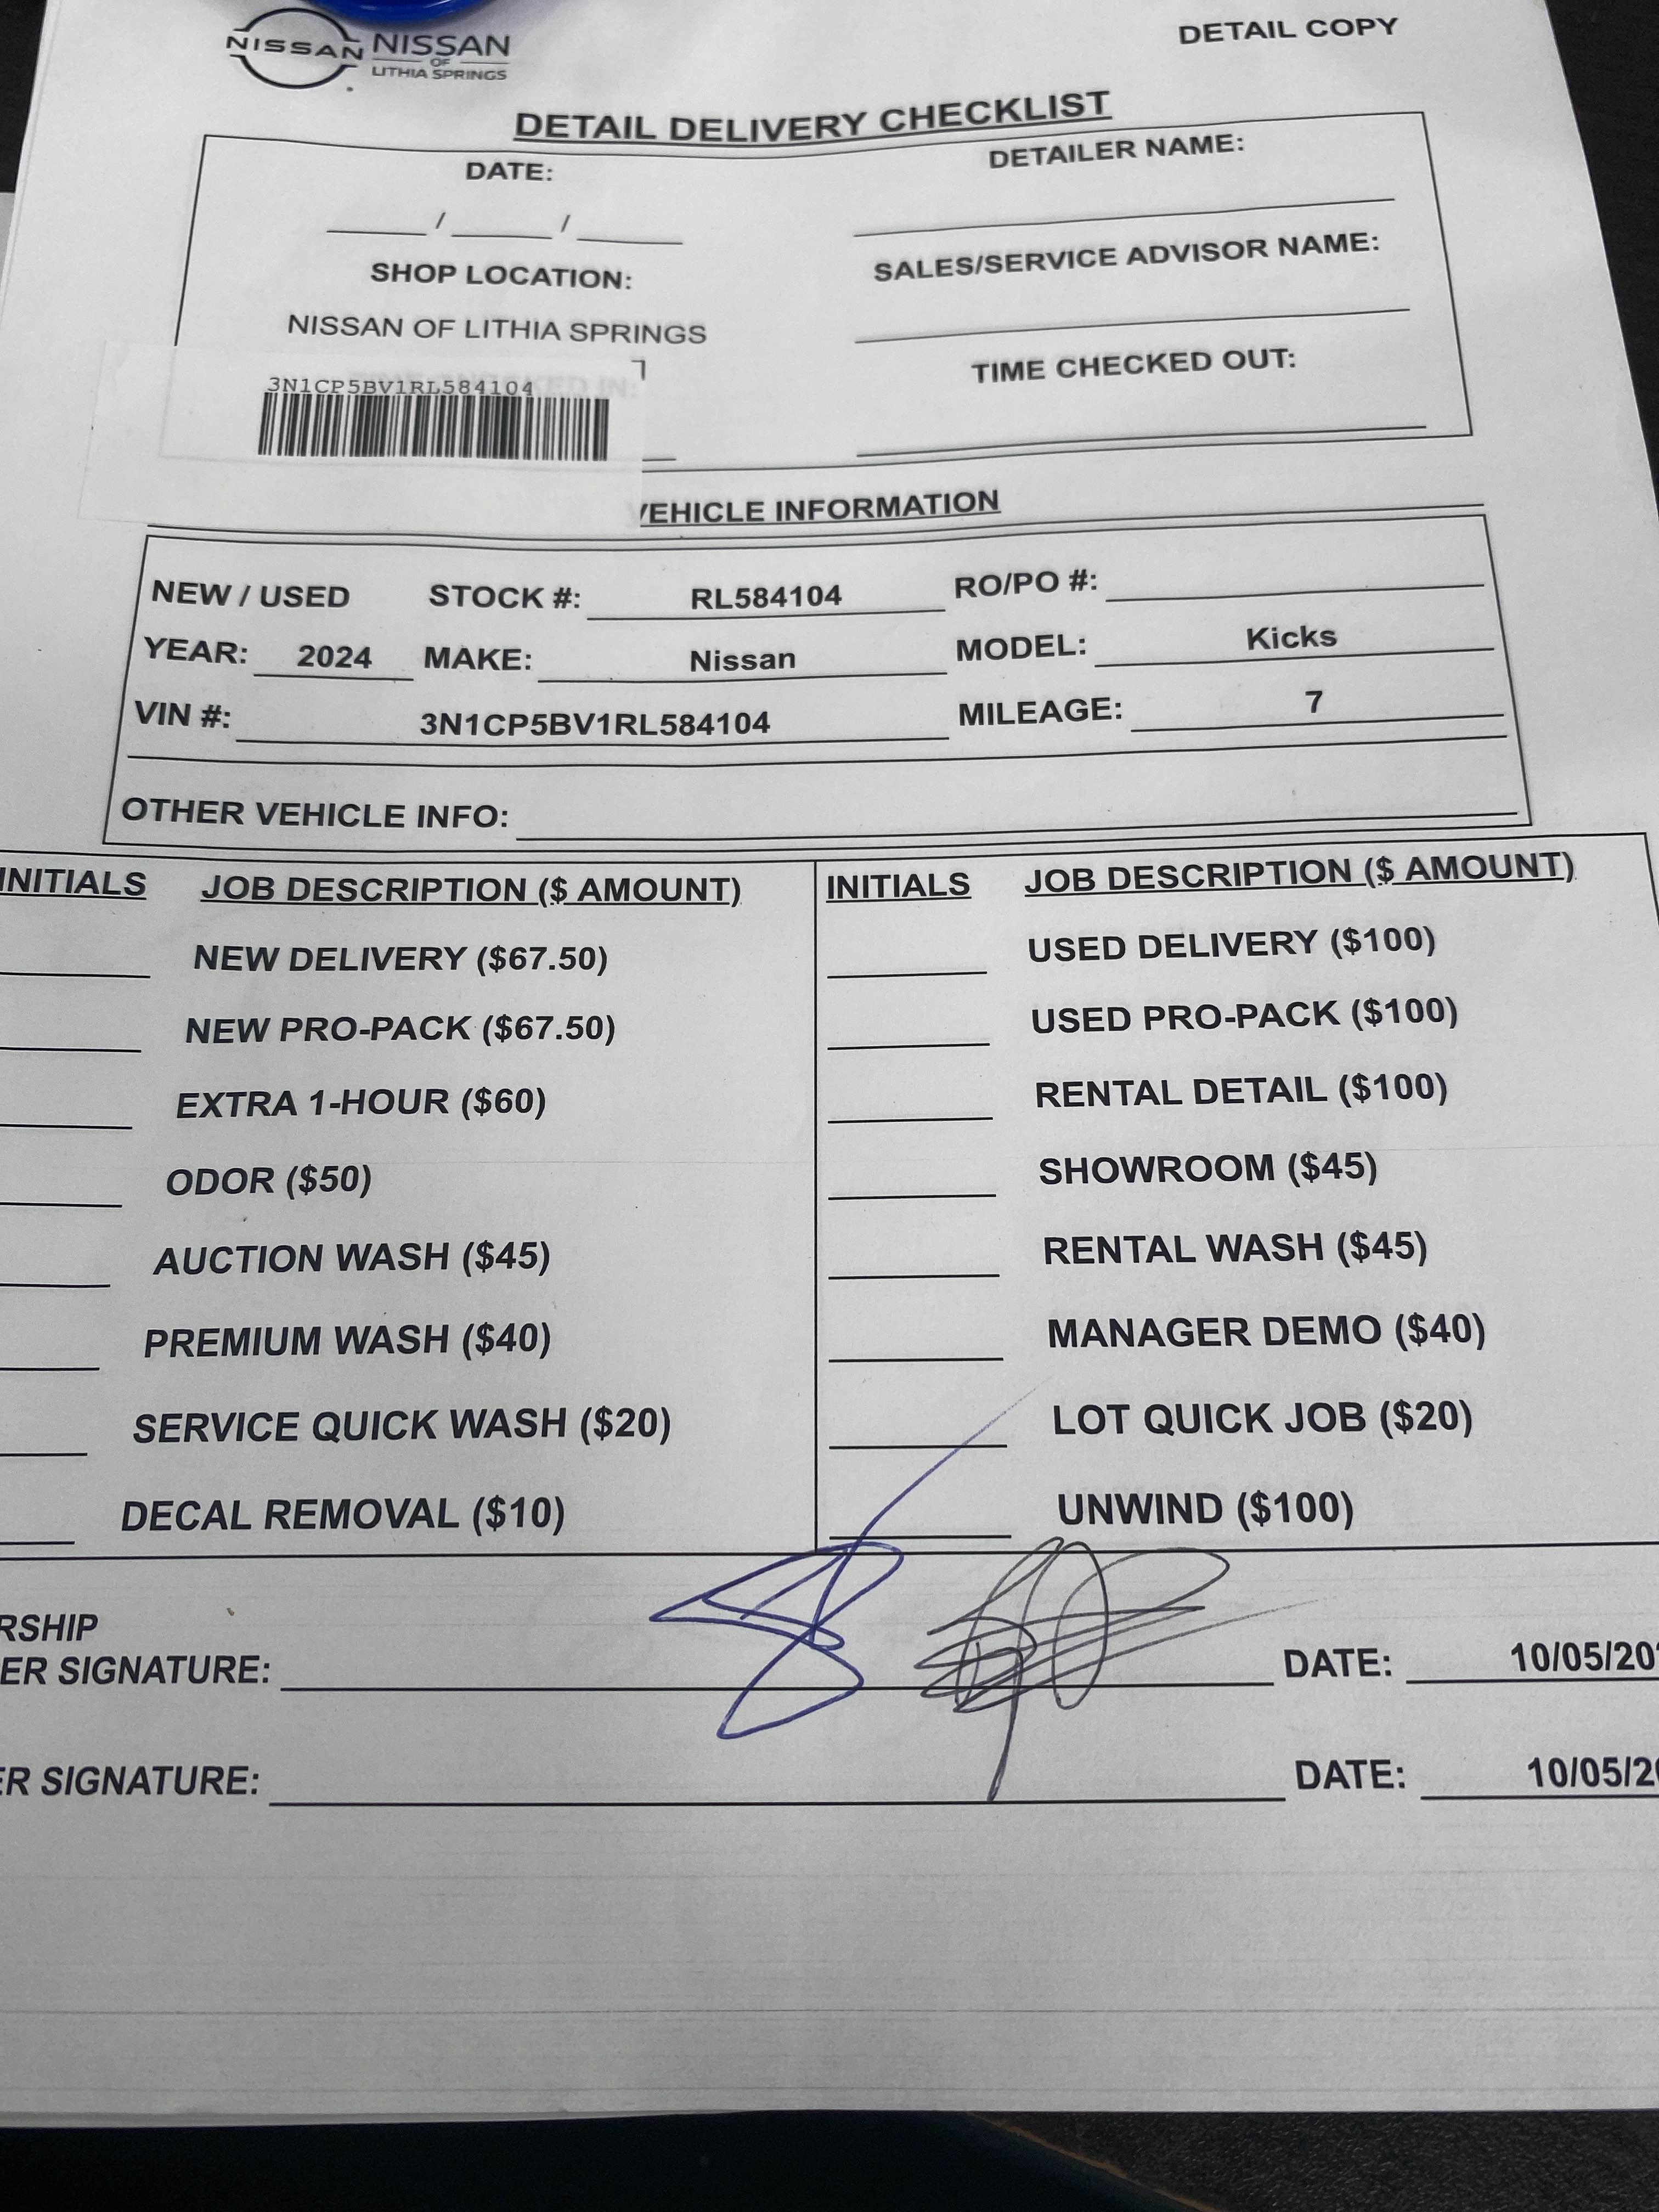 NISSAN NISSAN
OF
LITHIA SPRINGS
DETAIL COPY
DETAIL DELIVERY CHECKLIST
DATE:
____ / ____ / ____
DETAILER NAME:
SHOP LOCATION:
SALES/SERVICE ADVISOR NAME:
NISSAN OF LITHIA SPRINGS
TIME CHECKED OUT:
3N1CP5BV1RL584104
VEHICLE INFORMATION
NEW / USED STOCK #: RL584104 RO/PO #:
YEAR: 2024 MAKE: Nissan MODEL: Kicks
VIN #: 3N1CP5BV1RL584104 MILEAGE: 7
OTHER VEHICLE INFO:
INITIALS JOB DESCRIPTION ($ AMOUNT)
NEW DELIVERY ($67.50)
NEW PRO-PACK ($67.50)
EXTRA 1-HOUR ($60)
ODOR ($50)
AUCTION WASH ($45)
PREMIUM WASH ($40)
SERVICE QUICK WASH ($20)
DECAL REMOVAL ($10)
INITIALS JOB DESCRIPTION ($ AMOUNT)
USED DELIVERY ($100)
USED PRO-PACK ($100)
RENTAL DETAIL ($100)
SHOWROOM ($45)
RENTAL WASH ($45)
MANAGER DEMO ($40)
LOT QUICK JOB ($20)
UNWIND ($100)
RSHIP
ER SIGNATURE: DATE: 10/05/20
ER SIGNATURE: DATE: 10/05/20